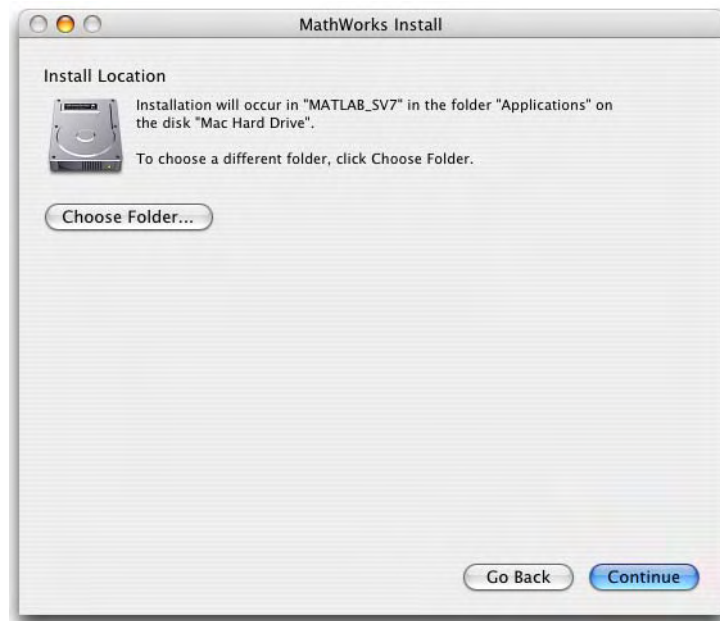 MathWorks Install
Install Location
Installation will occur in "MATLAB_SV7" in the folder "Applications" on
the disk "Mac Hard Drive".
To choose a different folder, click Choose Folder.
Choose Folder...
Go Back
Continue